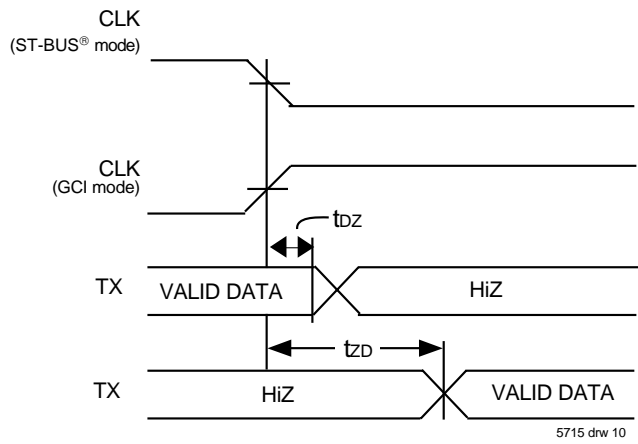 CLK
(ST-BUS® mode)
CLK
(GCI mode)
tDZ
TX
VALID DATA
HiZ
tZD
TX
HiZ
VALID DATA
5715 drw 10